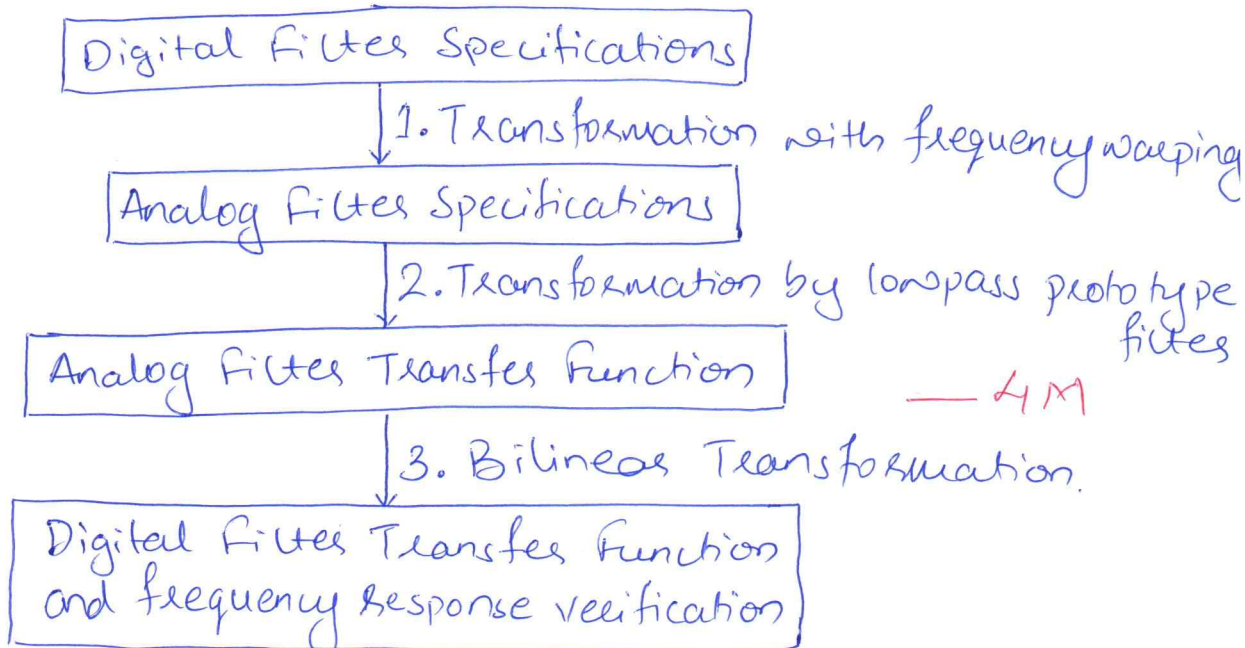 Digital Filter Specifications
1. Transformation with frequency warping
Analog Filter Specifications
2. Transformation by lowpass prototype
filter
Analog Filter Transfer Function
— 4M
3. Bilinear Transformation.
Digital Filter Transfer Function
and frequency response verification